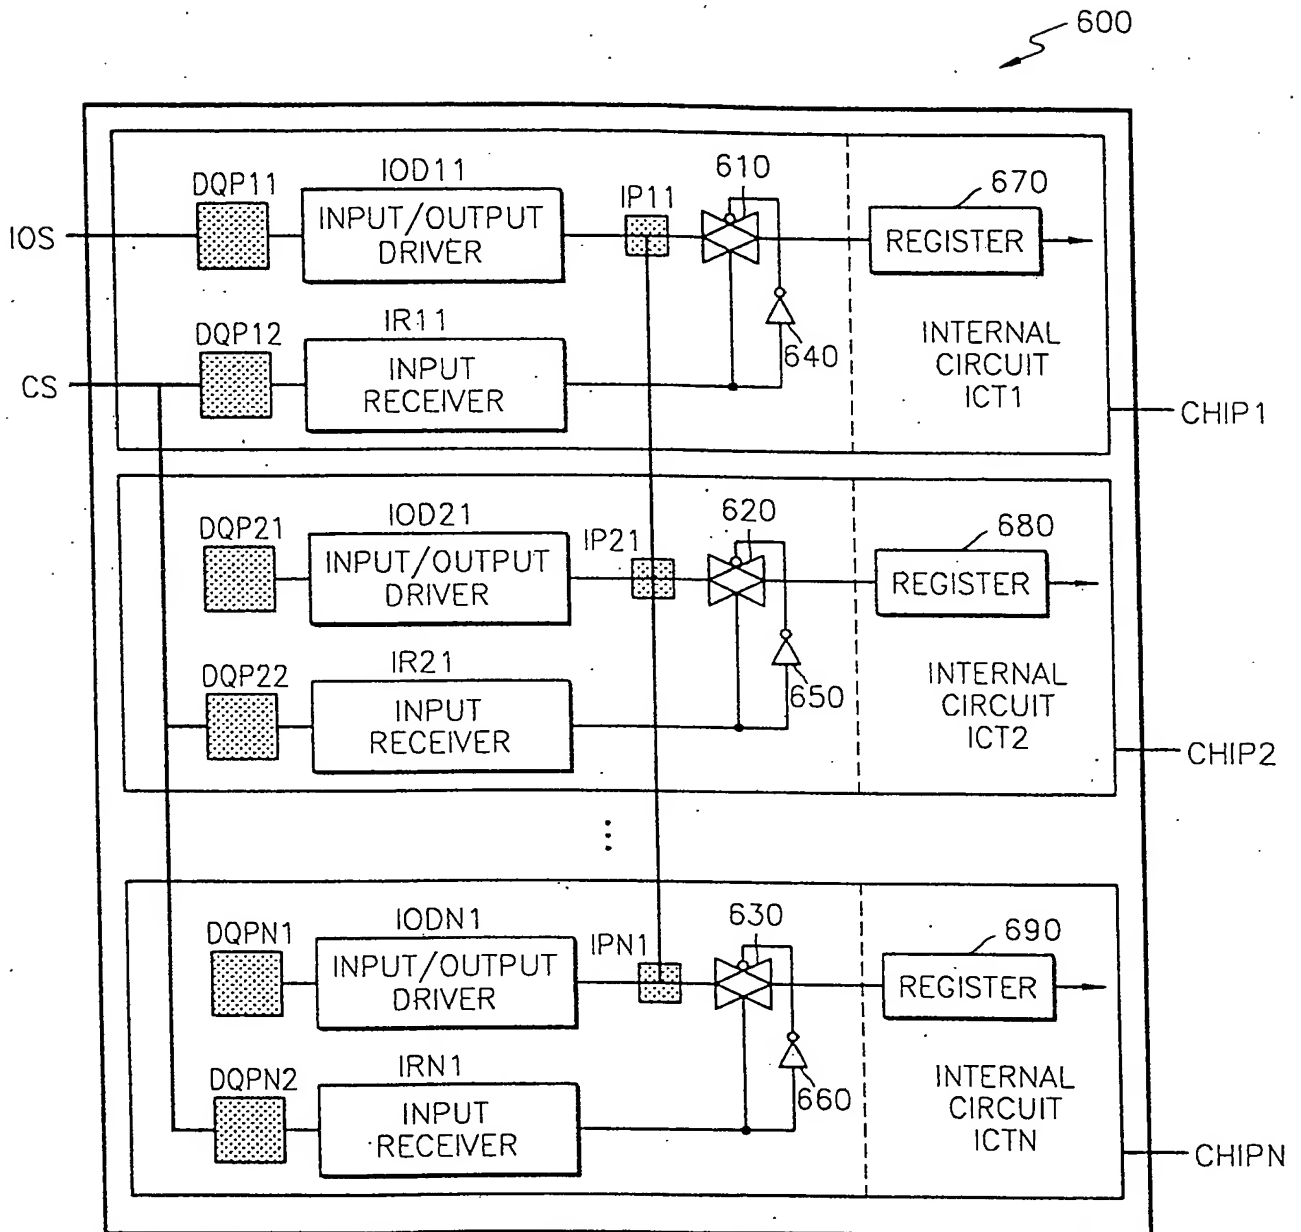 600
IOS
DQP11
IOD11
INPUT/OUTPUT
DRIVER
IP11
610
670
REGISTER
CS
DQP12
IR11
INPUT
RECEIVER
640
INTERNAL
CIRCUIT
ICT1
CHIP1
DQP21
IOD21
INPUT/OUTPUT
DRIVER
IP21
620
680
REGISTER
DQP22
IR21
INPUT
RECEIVER
650
INTERNAL
CIRCUIT
ICT2
CHIP2
DQPN1
IODN1
INPUT/OUTPUT
DRIVER
IPN1
630
690
REGISTER
DQPN2
IRN1
INPUT
RECEIVER
660
INTERNAL
CIRCUIT
ICTN
CHIPN